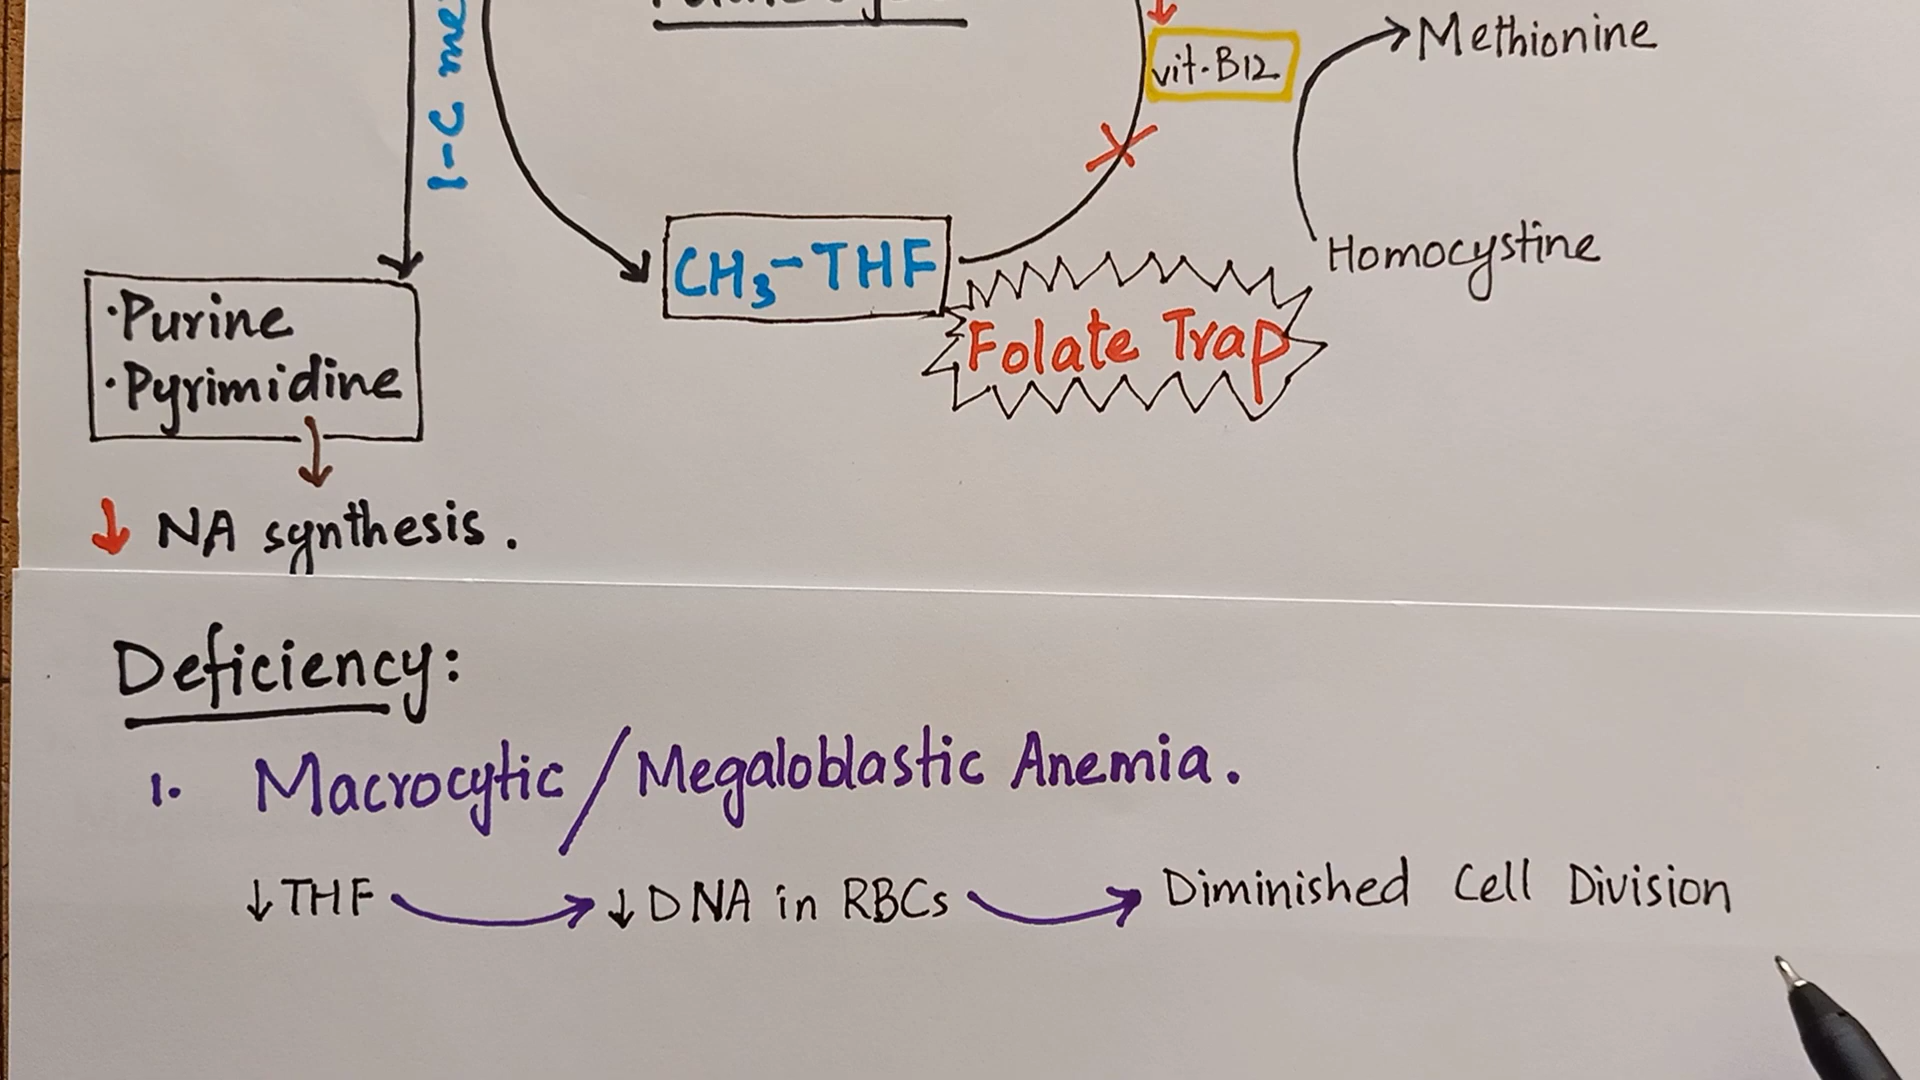 1-C
vit. B12
Methionine
CH₃-THF
Homocystine
Folate Trap
·Purine
·Pyrimidine
↓ NA synthesis.
Deficiency:
1. Macrocytic / Megaloblastic Anemia.
↓THF → ↓DNA in RBCs → Diminished Cell Division